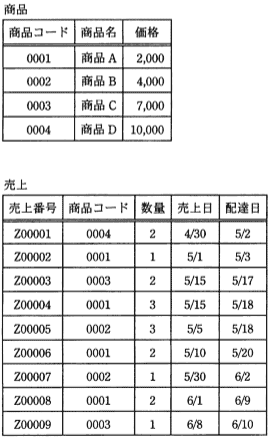 商品
商品コード 商品名 価格
0001 商品A 2,000
0002 商品B 4,000
0003 商品C 7,000
0004 商品D 10,000
売上
売上番号 商品コード 数量 売上日 配達日
Z00001 0004 2 4/30 5/2
Z00002 0001 1 5/1 5/3
Z00003 0003 2 5/15 5/17
Z00004 0001 3 5/15 5/18
Z00005 0002 3 5/5 5/18
Z00006 0001 2 5/10 5/20
Z00007 0002 1 5/30 6/2
Z00008 0001 2 6/1 6/9
Z00009 0003 1 6/8 6/10